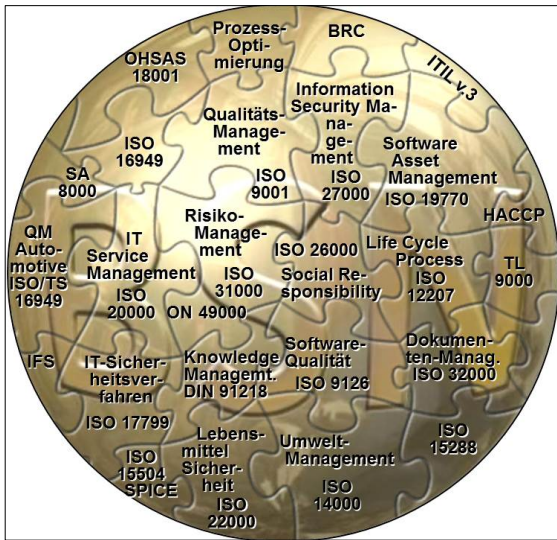 Prozess-
Opti-
mierung
BRC
OHSAS
18001
ITIL v.3
Information
Security Ma-
nage-
ment
ISO
27000
Qualitäts-
Manage-
ment
ISO
9001
ISO
16949
Software
Asset
Management
ISO 19770
SA
8000
HACCP
QM
Auto-
motive
ISO/TS
16949
IT
Service
Management
ISO
20000
Risiko-
Manage-
ment
ISO
31000
ON 49000
ISO 26000
Social Re-
sponsibility
Life Cycle
Process
ISO
12207
TL
9000
IFS
IT-Sicher-
heitsver-
fahren
ISO 17799
Knowledge
Managemt.
DIN 91218
Software-
Qualität
ISO 9126
Dokumen-
ten-Manag.
ISO 32000
ISO
15288
ISO
15504
SPICE
Lebens-
mittel
Sicher-
heit
ISO
22000
Umwelt-
Management
ISO
14000